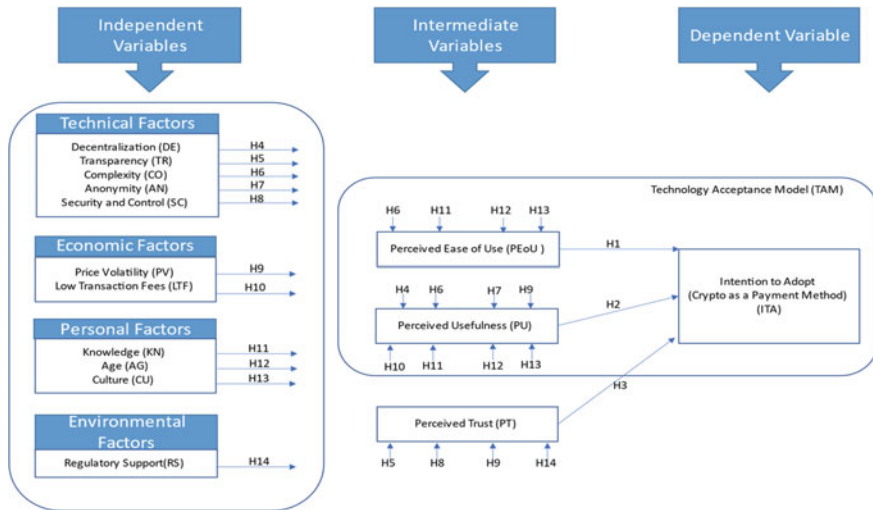 Independent
Variables
Intermediate
Variables
Dependent Variable
Technical Factors
Decentralization (DE)
Transparency (TR)
Complexity (CO)
Anonymity (AN)
Security and Control (SC)
H4
H5
H6
H7
H8
Economic Factors
Price Volatility (PV)
Low Transaction Fees (LTF)
H9
H10
Personal Factors
Knowledge (KN)
Age (AG)
Culture (CU)
H11
H12
H13
Environmental
Factors
Regulatory Support(RS)
H14
Technology Acceptance Model (TAM)
H6 H11 H12 H13
Perceived Ease of Use (PEoU )
H1
H4 H6 H7 H9
Perceived Usefulness (PU)
H2
H10 H11 H12 H13
Intention to Adopt
(Crypto as a Payment Method)
(ITA)
H3
Perceived Trust (PT)
H5 H8 H9 H14